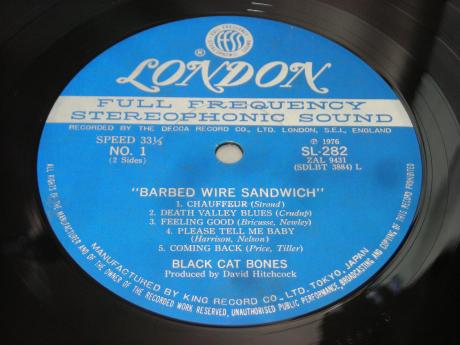 FFSS
®
LONDON
FULL FREQUENCY
STEREOPHONIC SOUND
RECORDED BY THE DECCA RECORD CO., LTD. LONDON, S.E.I., ENGLAND
SPEED 33⅓
NO. 1
(2 Sides)
℗ 1976
SL-282
ZAL 9431
(SDLBT 3884) L
"BARBED WIRE SANDWICH"
1. CHAUFFEUR (Stroud)
2. DEATH VALLEY BLUES (Crudup)
3. FEELING GOOD (Bricusse, Newley)
4. PLEASE TELL ME BABY
(Harrison, Nelson)
5. COMING BACK (Price, Tiller)
BLACK CAT BONES
Produced by David Hitchcock
MANUFACTURED BY KING RECORD CO., LTD. TOKYO, JAPAN
ALL RIGHTS OF THE MANUFACTURER AND OF THE OWNER OF THE RECORDED WORK RESERVED. UNAUTHORISED PUBLIC PERFORMANCE, BROADCASTING AND COPYING OF THIS RECORD PROHIBITED